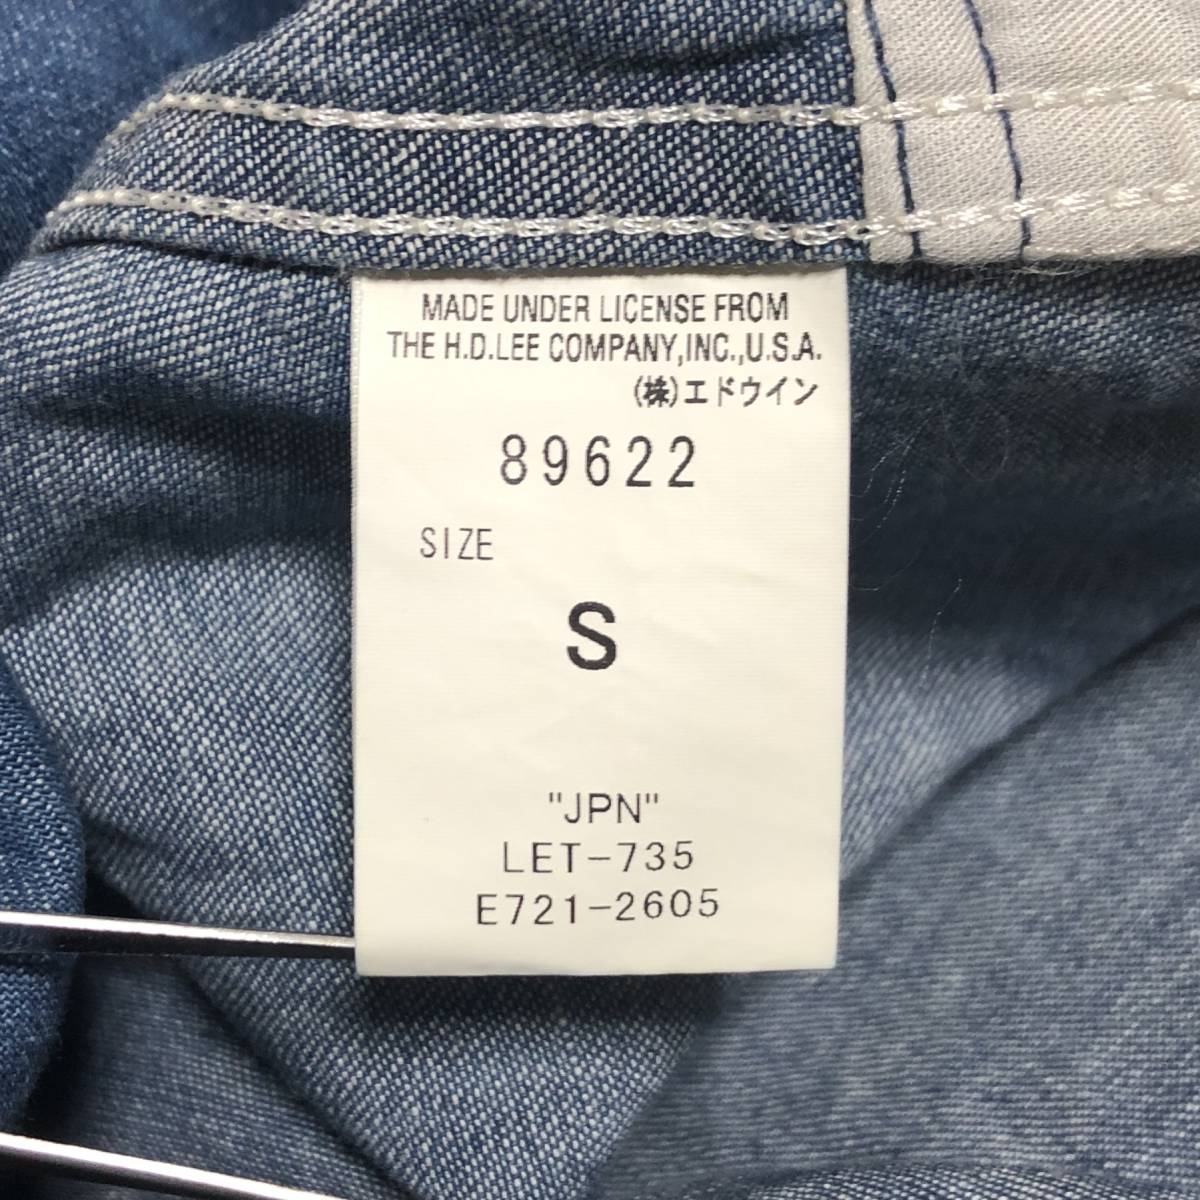 MADE UNDER LICENSE FROM
THE H.D.LEE COMPANY,INC.,U.S.A.
(株)エドウイン
89622
SIZE
S
"JPN"
LET-735
E721-2605